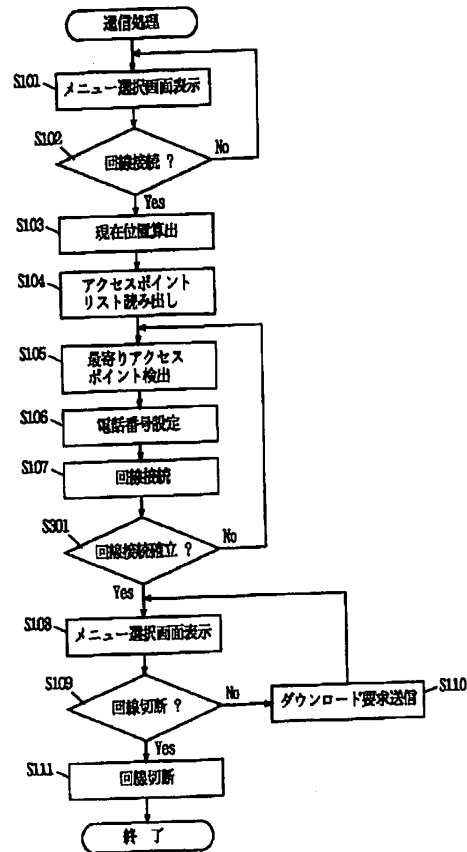 通信処理
S101
メニュー選択画面表示
S102
回線接続 ?
No
Yes
S103
現在位置算出
S104
アクセスポイント
リスト読み出し
S105
最寄りアクセス
ポイント検出
S106
電話番号設定
S107
回線接続
S301
回線接続確立 ?
No
Yes
S108
メニュー選択画面表示
S109
回線切断 ?
No
S110
ダウンロード要求送信
Yes
S111
回線切断
終 了